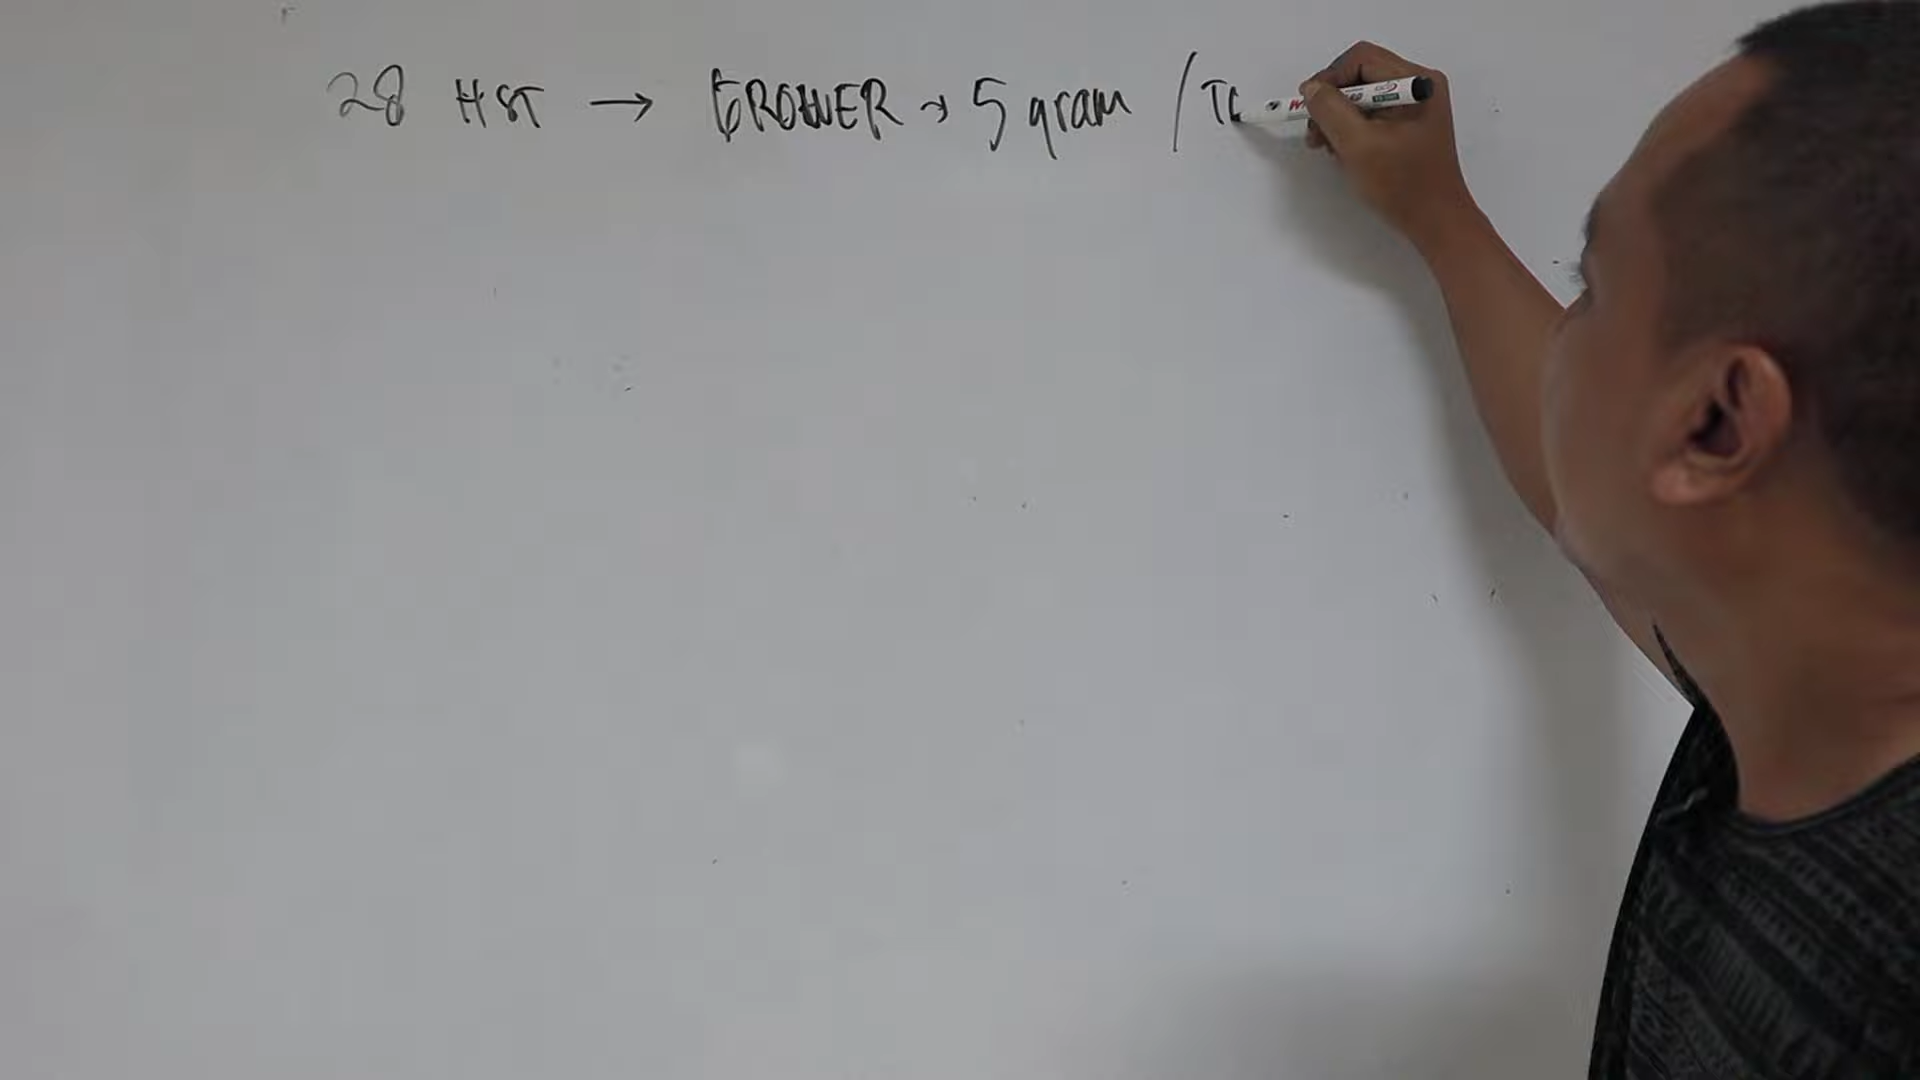 28 HST → GROWER → 5 gram /